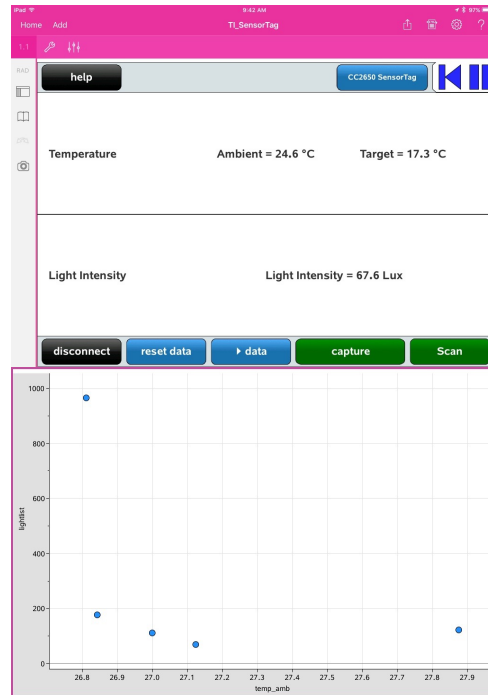 iPad 9:42 AM 97%
Home Add TI_SensorTag ?
1.1
RAD
help CC2650 SensorTag
Temperature Ambient = 24.6 °C Target = 17.3 °C
Light Intensity Light Intensity = 67.6 Lux
disconnect reset data data capture Scan
1000
800
600
400
200
0
lightlist
26.8 26.9 27.0 27.1 27.2 27.3 27.4 27.5 27.6 27.7 27.8 27.9
temp_amb